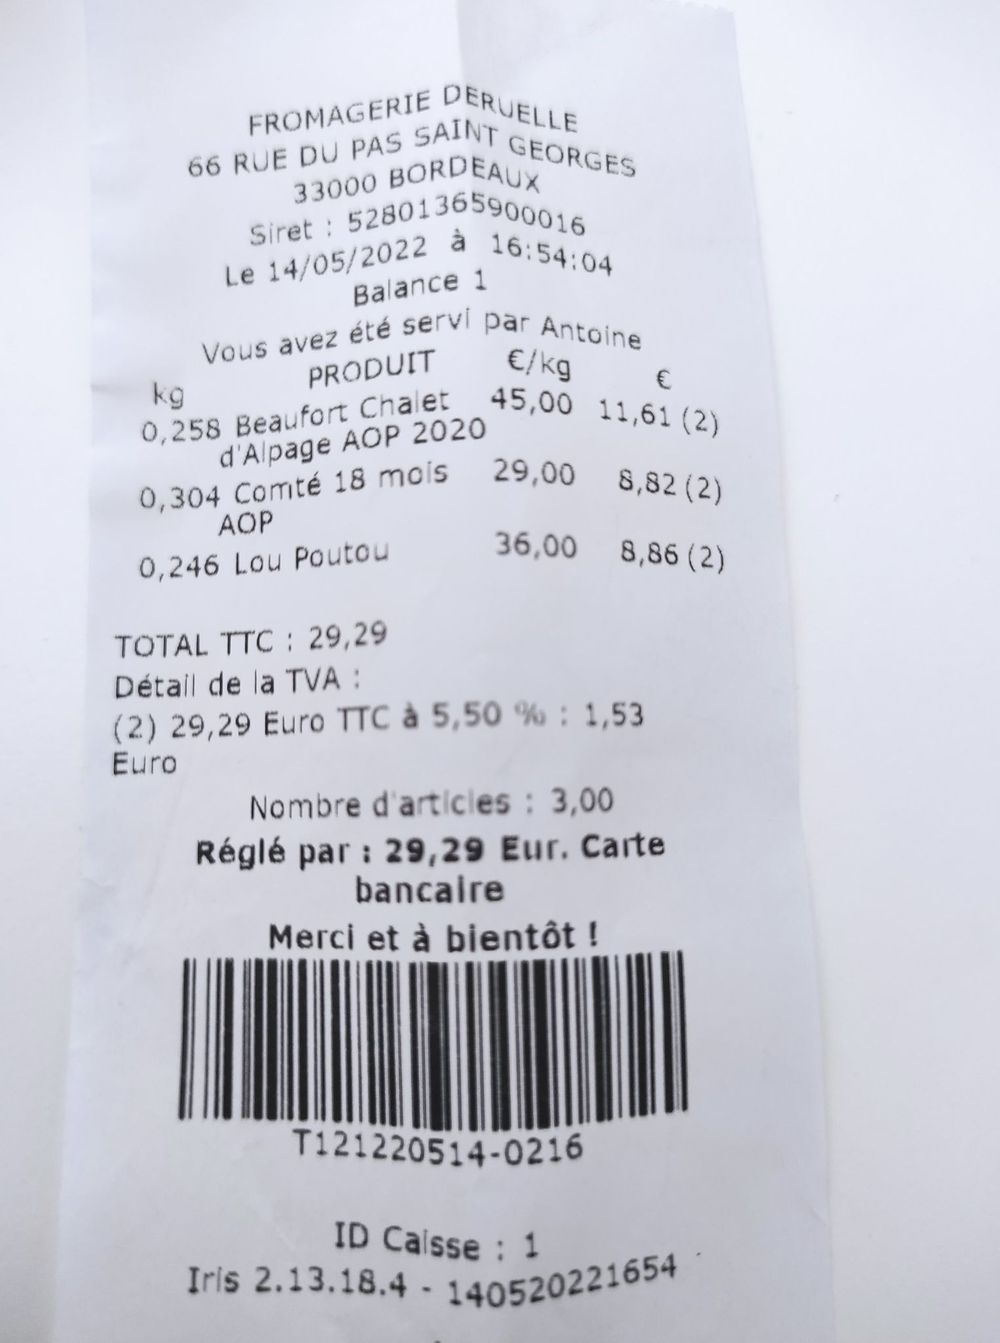 FROMAGERIE DERUELLE
66 RUE DU PAS SAINT GEORGES
33000 BORDEAUX
Siret : 52801365900016
Le 14/05/2022 à 16:54:04
Balance 1
Vous avez été servi par Antoine
kg PRODUIT €/kg €
0,258 Beaufort Chalet 45,00 11,61 (2)
d'Alpage AOP 2020
0,304 Comté 18 mois 29,00 8,82 (2)
AOP
0,246 Lou Poutou 36,00 8,86 (2)
TOTAL TTC : 29,29
Détail de la TVA :
(2) 29,29 Euro TTC à 5,50 % : 1,53
Euro
Nombre d'articles : 3,00
Réglé par : 29,29 Eur. Carte
bancaire
Merci et à bientôt !
T121220514-0216
ID Caisse : 1
Iris 2.13.18.4 - 140520221654